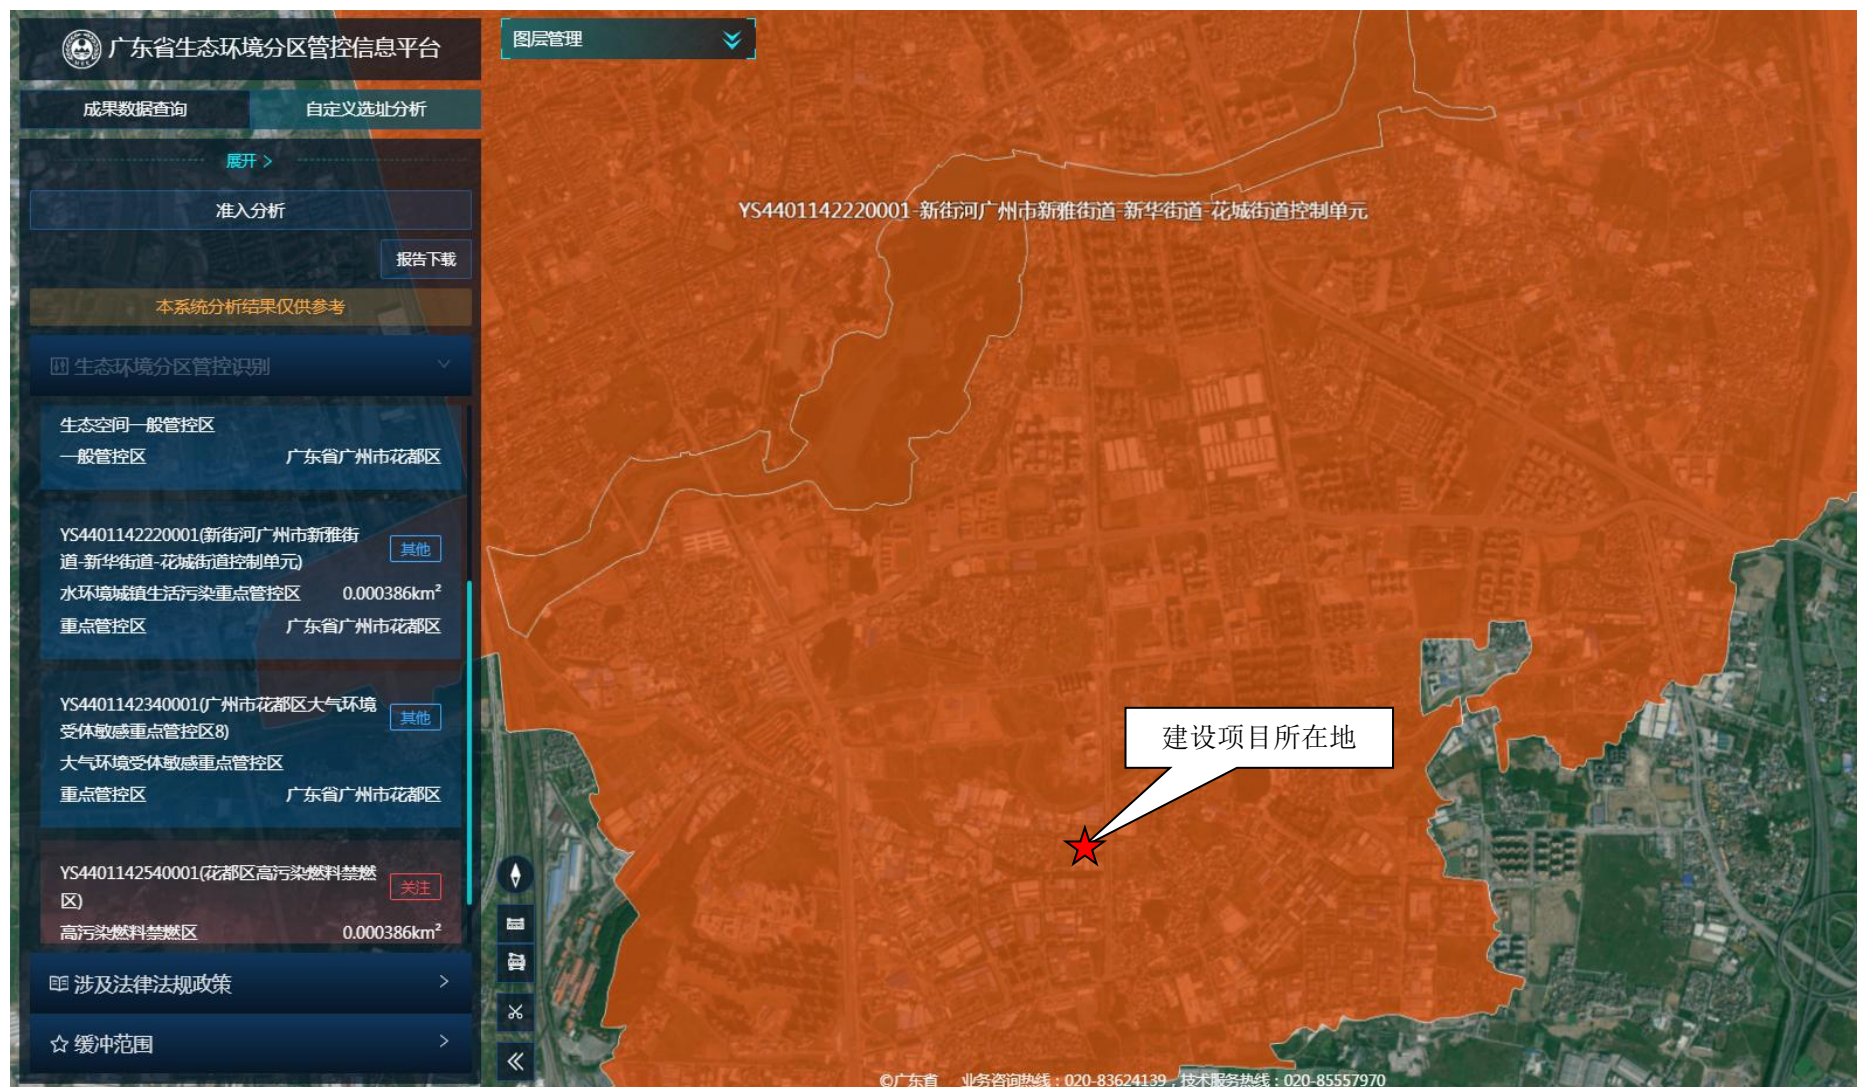 广东省生态环境分区管控信息平台
图层管理
成果数据查询
自定义选址分析
展开 >
准入分析
报告下载
本系统分析结果仅供参考
生态环境分区管控识别
生态空间一般管控区
一般管控区 广东省广州市花都区
YS4401142220001(新街河广州市新雅街
道-新华街道-花城街道控制单元)
其他
水环境城镇生活污染重点管控区 0.000386km²
重点管控区 广东省广州市花都区
YS4401142340001(广州市花都区大气环境
受体敏感重点管控区8)
其他
大气环境受体敏感重点管控区
重点管控区 广东省广州市花都区
YS4401142540001(花都区高污染燃料禁燃
区)
关注
高污染燃料禁燃区 0.000386km²
涉及法律法规政策
缓冲范围
YS4401142220001-新街河广州市新雅街道-新华街道-花城街道控制单元
建设项目所在地
©广东省 业务咨询热线：020-83624139，技术服务热线：020-85557970